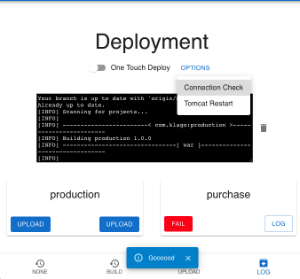 Deployment
One Touch Deploy
OPTIONS
Connection Check
Tomcat Restart
Your branch is up to date with 'origin/
Already up to date.
[INFO] Scanning for projects...
[INFO]
[INFO] ---------------------< com.klago:production >-----
--------------------
[INFO] Building production 1.0.0
[INFO] --------------------------------[ war ]-----------
--------------------
[INFO]
production
UPLOAD
UPLOAD
purchase
FAIL
LOG
Goooood
NONE
BUILD
UPLOAD
LOG